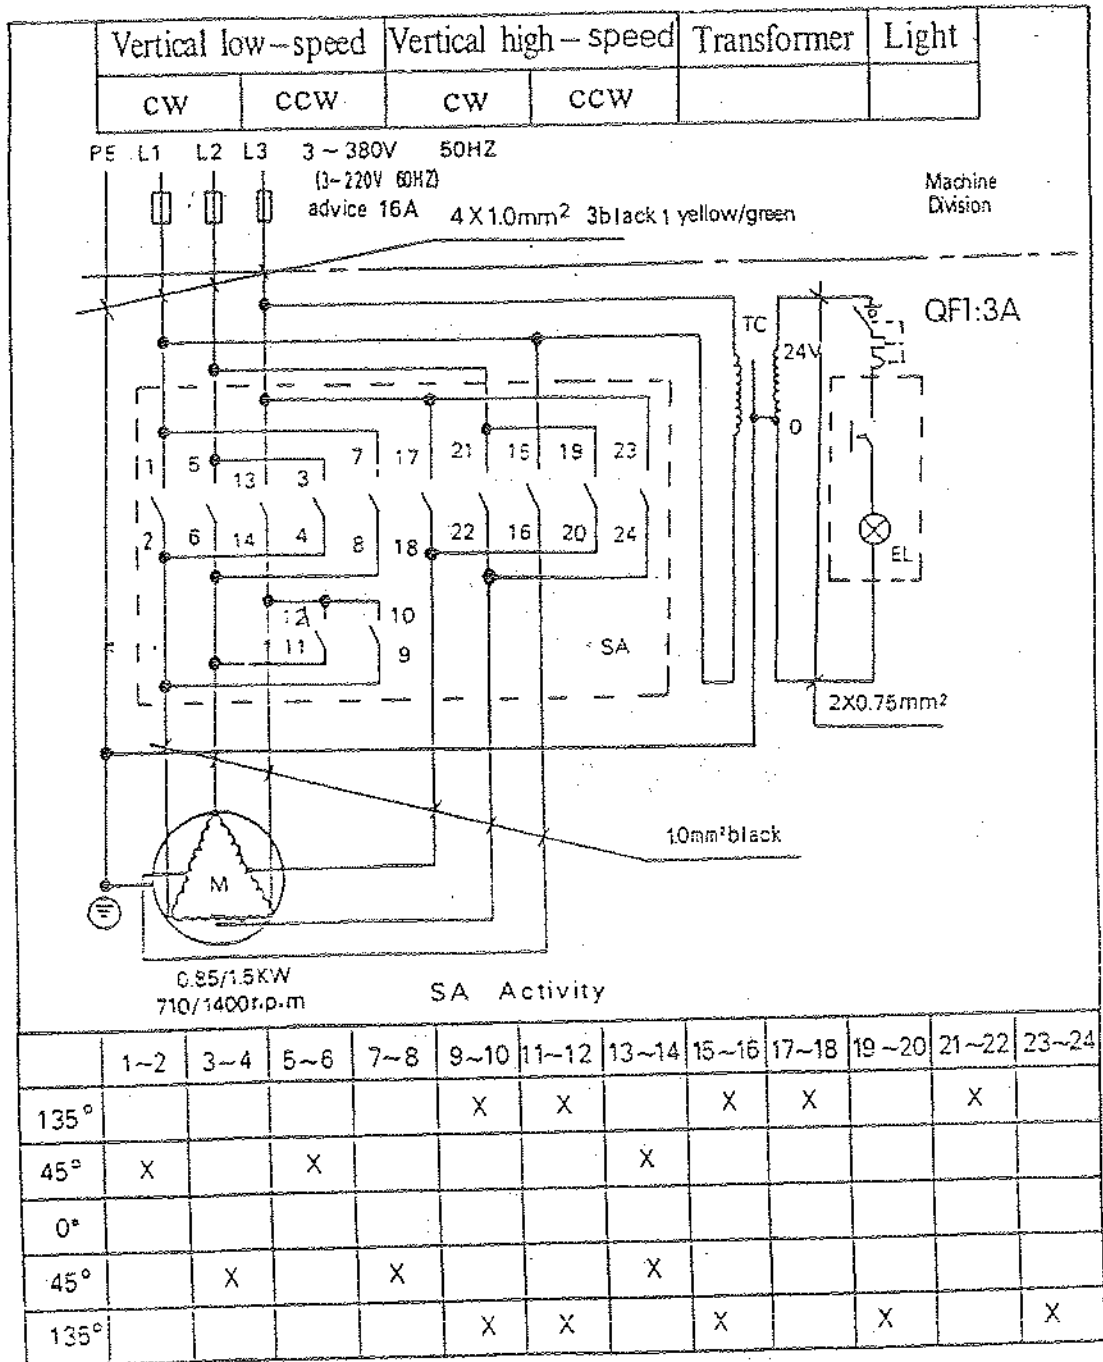 Vertical low-speed Vertical high-speed Transformer Light
CW CCW CW CCW
PE L1 L2 L3 3~380V 50HZ
(3~220V 60HZ)
advice 16A
4X1.0mm² 3black 1 yellow/green
Machine
Division
QF1:3A
TC
24V
0
1 5 13 3 7 17 21 15 19 23
2 6 14 4 8 18 22 16 20 24
12 10
11 9
SA
EL
2X0.75mm²
1.0mm²black
M
0.85/1.5KW
710/1400r.p.m
SA Activity
1~2 3~4 5~6 7~8 9~10 11~12 13~14 15~16 17~18 19~20 21~22 23~24
135° X X X X X
45° X X X
0°
45° X X X
135° X X X X X